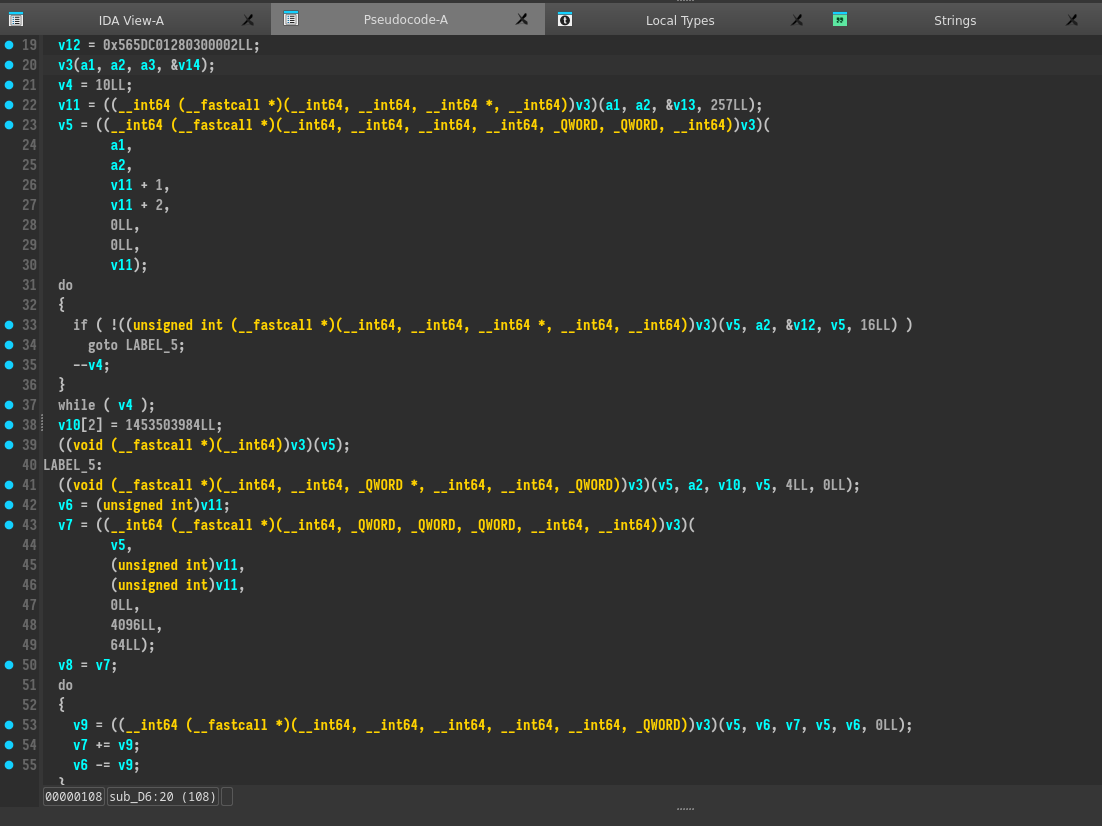 IDA View-A
Pseudocode-A
Local Types
Strings
19 v12 = 0x565DC01280300002LL;
20 v3(a1, a2, a3, &v14);
21 v4 = 10LL;
22 v11 = ((__int64 (__fastcall *)(__int64, __int64, __int64 *, __int64))v3)(a1, a2, &v13, 257LL);
23 v5 = ((__int64 (__fastcall *)(__int64, __int64, __int64, __int64, _QWORD, _QWORD, __int64))v3)(
24 a1,
25 a2,
26 v11 + 1,
27 v11 + 2,
28 0LL,
29 0LL,
30 v11);
31 do
32 {
33 if ( !((unsigned int (__fastcall *)(__int64, __int64, __int64 *, __int64, __int64))v3)(v5, a2, &v12, v5, 16LL) )
34 goto LABEL_5;
35 --v4;
36 }
37 while ( v4 );
38 v10[2] = 1453503984LL;
39 ((void (__fastcall *)(__int64))v3)(v5);
40 LABEL_5:
41 ((void (__fastcall *)(__int64, __int64, _QWORD *, __int64, __int64, _QWORD))v3)(v5, a2, v10, v5, 4LL, 0LL);
42 v6 = (unsigned int)v11;
43 v7 = ((__int64 (__fastcall *)(__int64, _QWORD, _QWORD, _QWORD, __int64, __int64))v3)(
44 v5,
45 (unsigned int)v11,
46 (unsigned int)v11,
47 0LL,
48 4096LL,
49 64LL);
50 v8 = v7;
51 do
52 {
53 v9 = ((__int64 (__fastcall *)(__int64, __int64, __int64, __int64, __int64, _QWORD))v3)(v5, v6, v7, v5, v6, 0LL);
54 v7 += v9;
55 v6 -= v9;
}
00000108 sub_D6:20 (108)